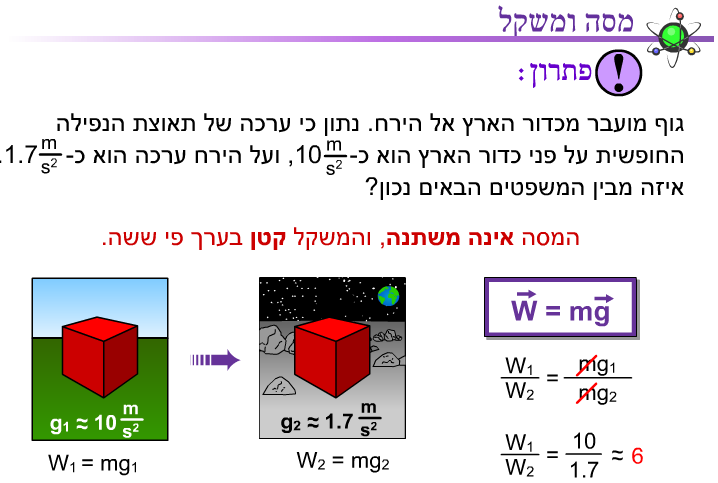 מסה ומשקל
פתרון:
גוף מועבר מכדור הארץ אל הירח. נתון כי ערכה של תאוצת הנפילה
החופשית על פני כדור הארץ הוא כ-10 m/s², ועל הירח ערכה הוא כ-1.7 m/s².
איזה מבין המשפטים הבאים נכון?
המסה אינה משתנה, והמשקל קטן בערך פי ששה.
g₁ ≈ 10 m/s²
W₁ = mg₁
g₂ ≈ 1.7 m/s²
W₂ = mg₂
W⃗ = mg⃗
W₁/W₂ = mg₁/mg₂
W₁/W₂ = 10/1.7 ≈ 6